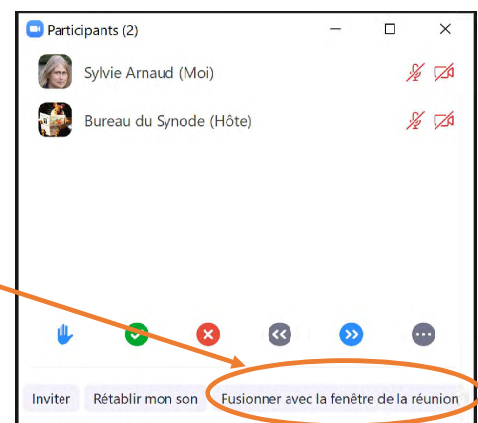 Participants (2)
Sylvie Arnaud (Moi)
Bureau du Synode (Hôte)
Inviter Rétablir mon son Fusionner avec la fenêtre de la réunion